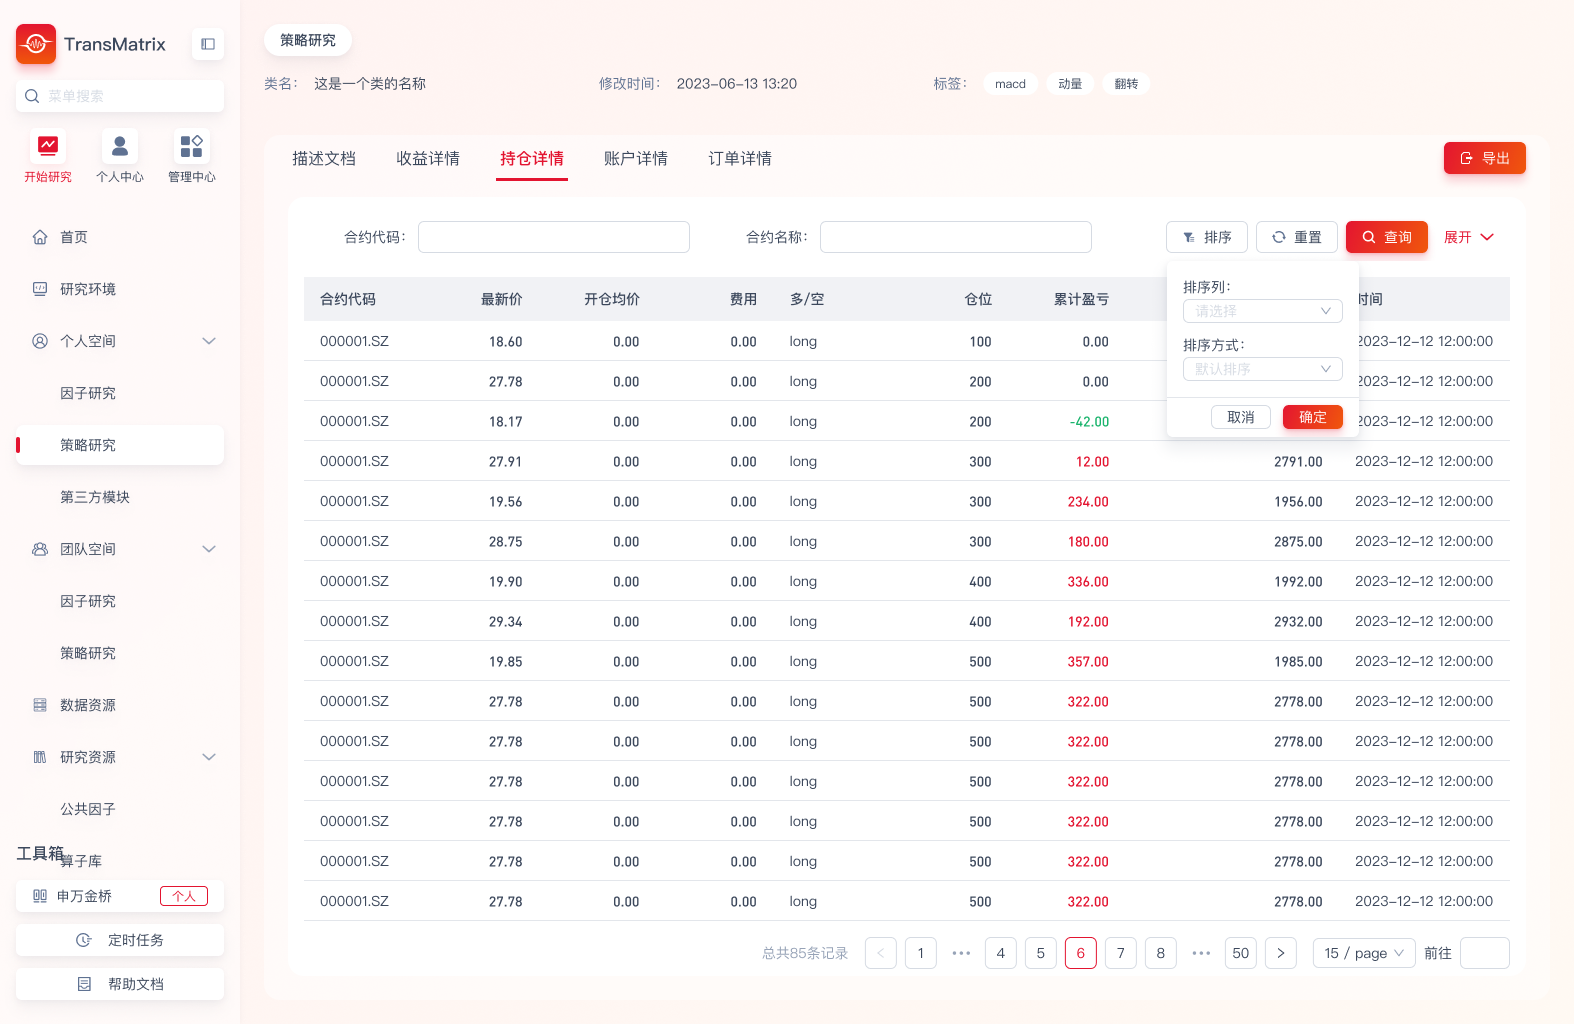 TransMatrix
菜单搜索
开始研究 个人中心 管理中心
首页
研究环境
个人空间
因子研究
策略研究
第三方模块
团队空间
因子研究
策略研究
数据资源
研究资源
公共因子
算子库
工具箱
申万金桥 个人
定时任务
帮助文档
策略研究
类名： 这是一个类的名称 修改时间： 2023-06-13 13:20 标签： macd 动量 翻转
描述文档 收益详情 持仓详情 账户详情 订单详情 导出
合约代码： 合约名称： 排序 重置 查询 展开
排序列：
请选择
排序方式：
默认排序
取消 确定
合约代码 最新价 开仓均价 费用 多/空 仓位 累计盈亏 时间
000001.SZ 18.60 0.00 0.00 long 100 0.00 2023-12-12 12:00:00
000001.SZ 27.78 0.00 0.00 long 200 0.00 2023-12-12 12:00:00
000001.SZ 18.17 0.00 0.00 long 200 -42.00 2023-12-12 12:00:00
000001.SZ 27.91 0.00 0.00 long 300 12.00 2791.00 2023-12-12 12:00:00
000001.SZ 19.56 0.00 0.00 long 300 234.00 1956.00 2023-12-12 12:00:00
000001.SZ 28.75 0.00 0.00 long 300 180.00 2875.00 2023-12-12 12:00:00
000001.SZ 19.90 0.00 0.00 long 400 336.00 1992.00 2023-12-12 12:00:00
000001.SZ 29.34 0.00 0.00 long 400 192.00 2932.00 2023-12-12 12:00:00
000001.SZ 19.85 0.00 0.00 long 500 357.00 1985.00 2023-12-12 12:00:00
000001.SZ 27.78 0.00 0.00 long 500 322.00 2778.00 2023-12-12 12:00:00
000001.SZ 27.78 0.00 0.00 long 500 322.00 2778.00 2023-12-12 12:00:00
000001.SZ 27.78 0.00 0.00 long 500 322.00 2778.00 2023-12-12 12:00:00
000001.SZ 27.78 0.00 0.00 long 500 322.00 2778.00 2023-12-12 12:00:00
000001.SZ 27.78 0.00 0.00 long 500 322.00 2778.00 2023-12-12 12:00:00
000001.SZ 27.78 0.00 0.00 long 500 322.00 2778.00 2023-12-12 12:00:00
总共85条记录 < 1 ••• 4 5 6 7 8 ••• 50 > 15 / page 前往